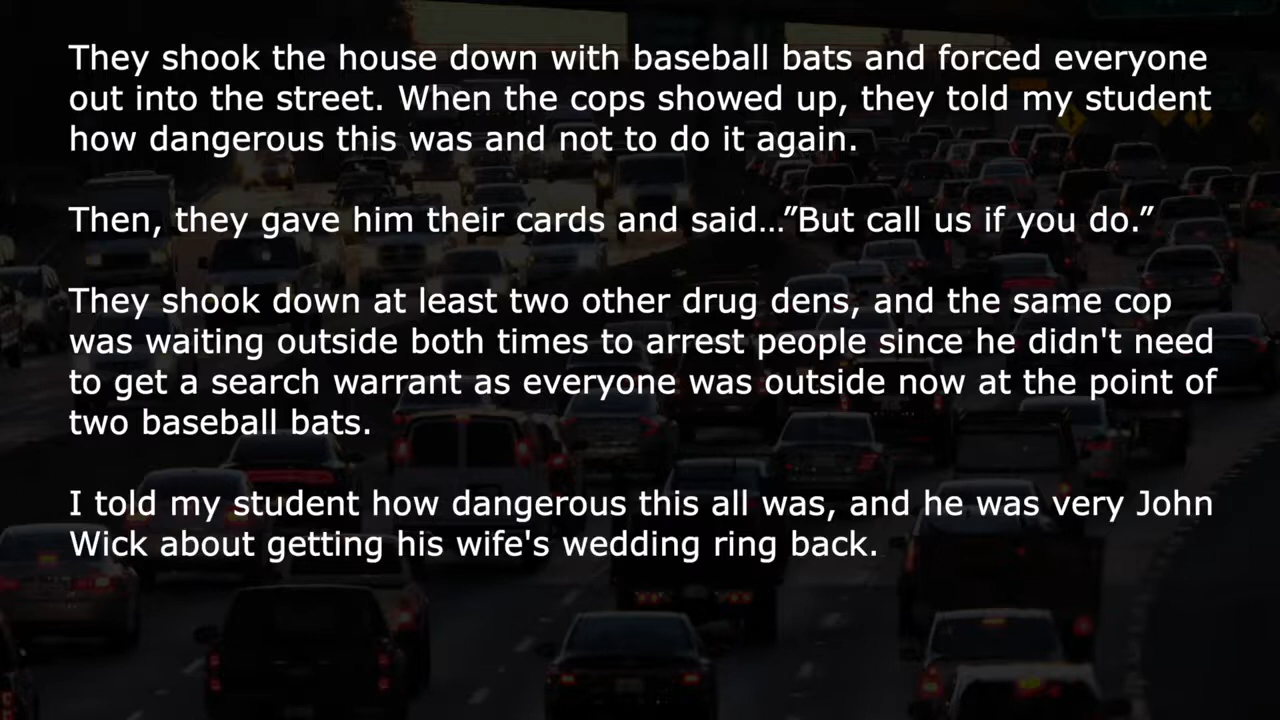 They shook the house down with baseball bats and forced everyone
out into the street. When the cops showed up, they told my student
how dangerous this was and not to do it again.
Then, they gave him their cards and said…”But call us if you do.”
They shook down at least two other drug dens, and the same cop
was waiting outside both times to arrest people since he didn't need
to get a search warrant as everyone was outside now at the point of
two baseball bats.
I told my student how dangerous this all was, and he was very John
Wick about getting his wife's wedding ring back.